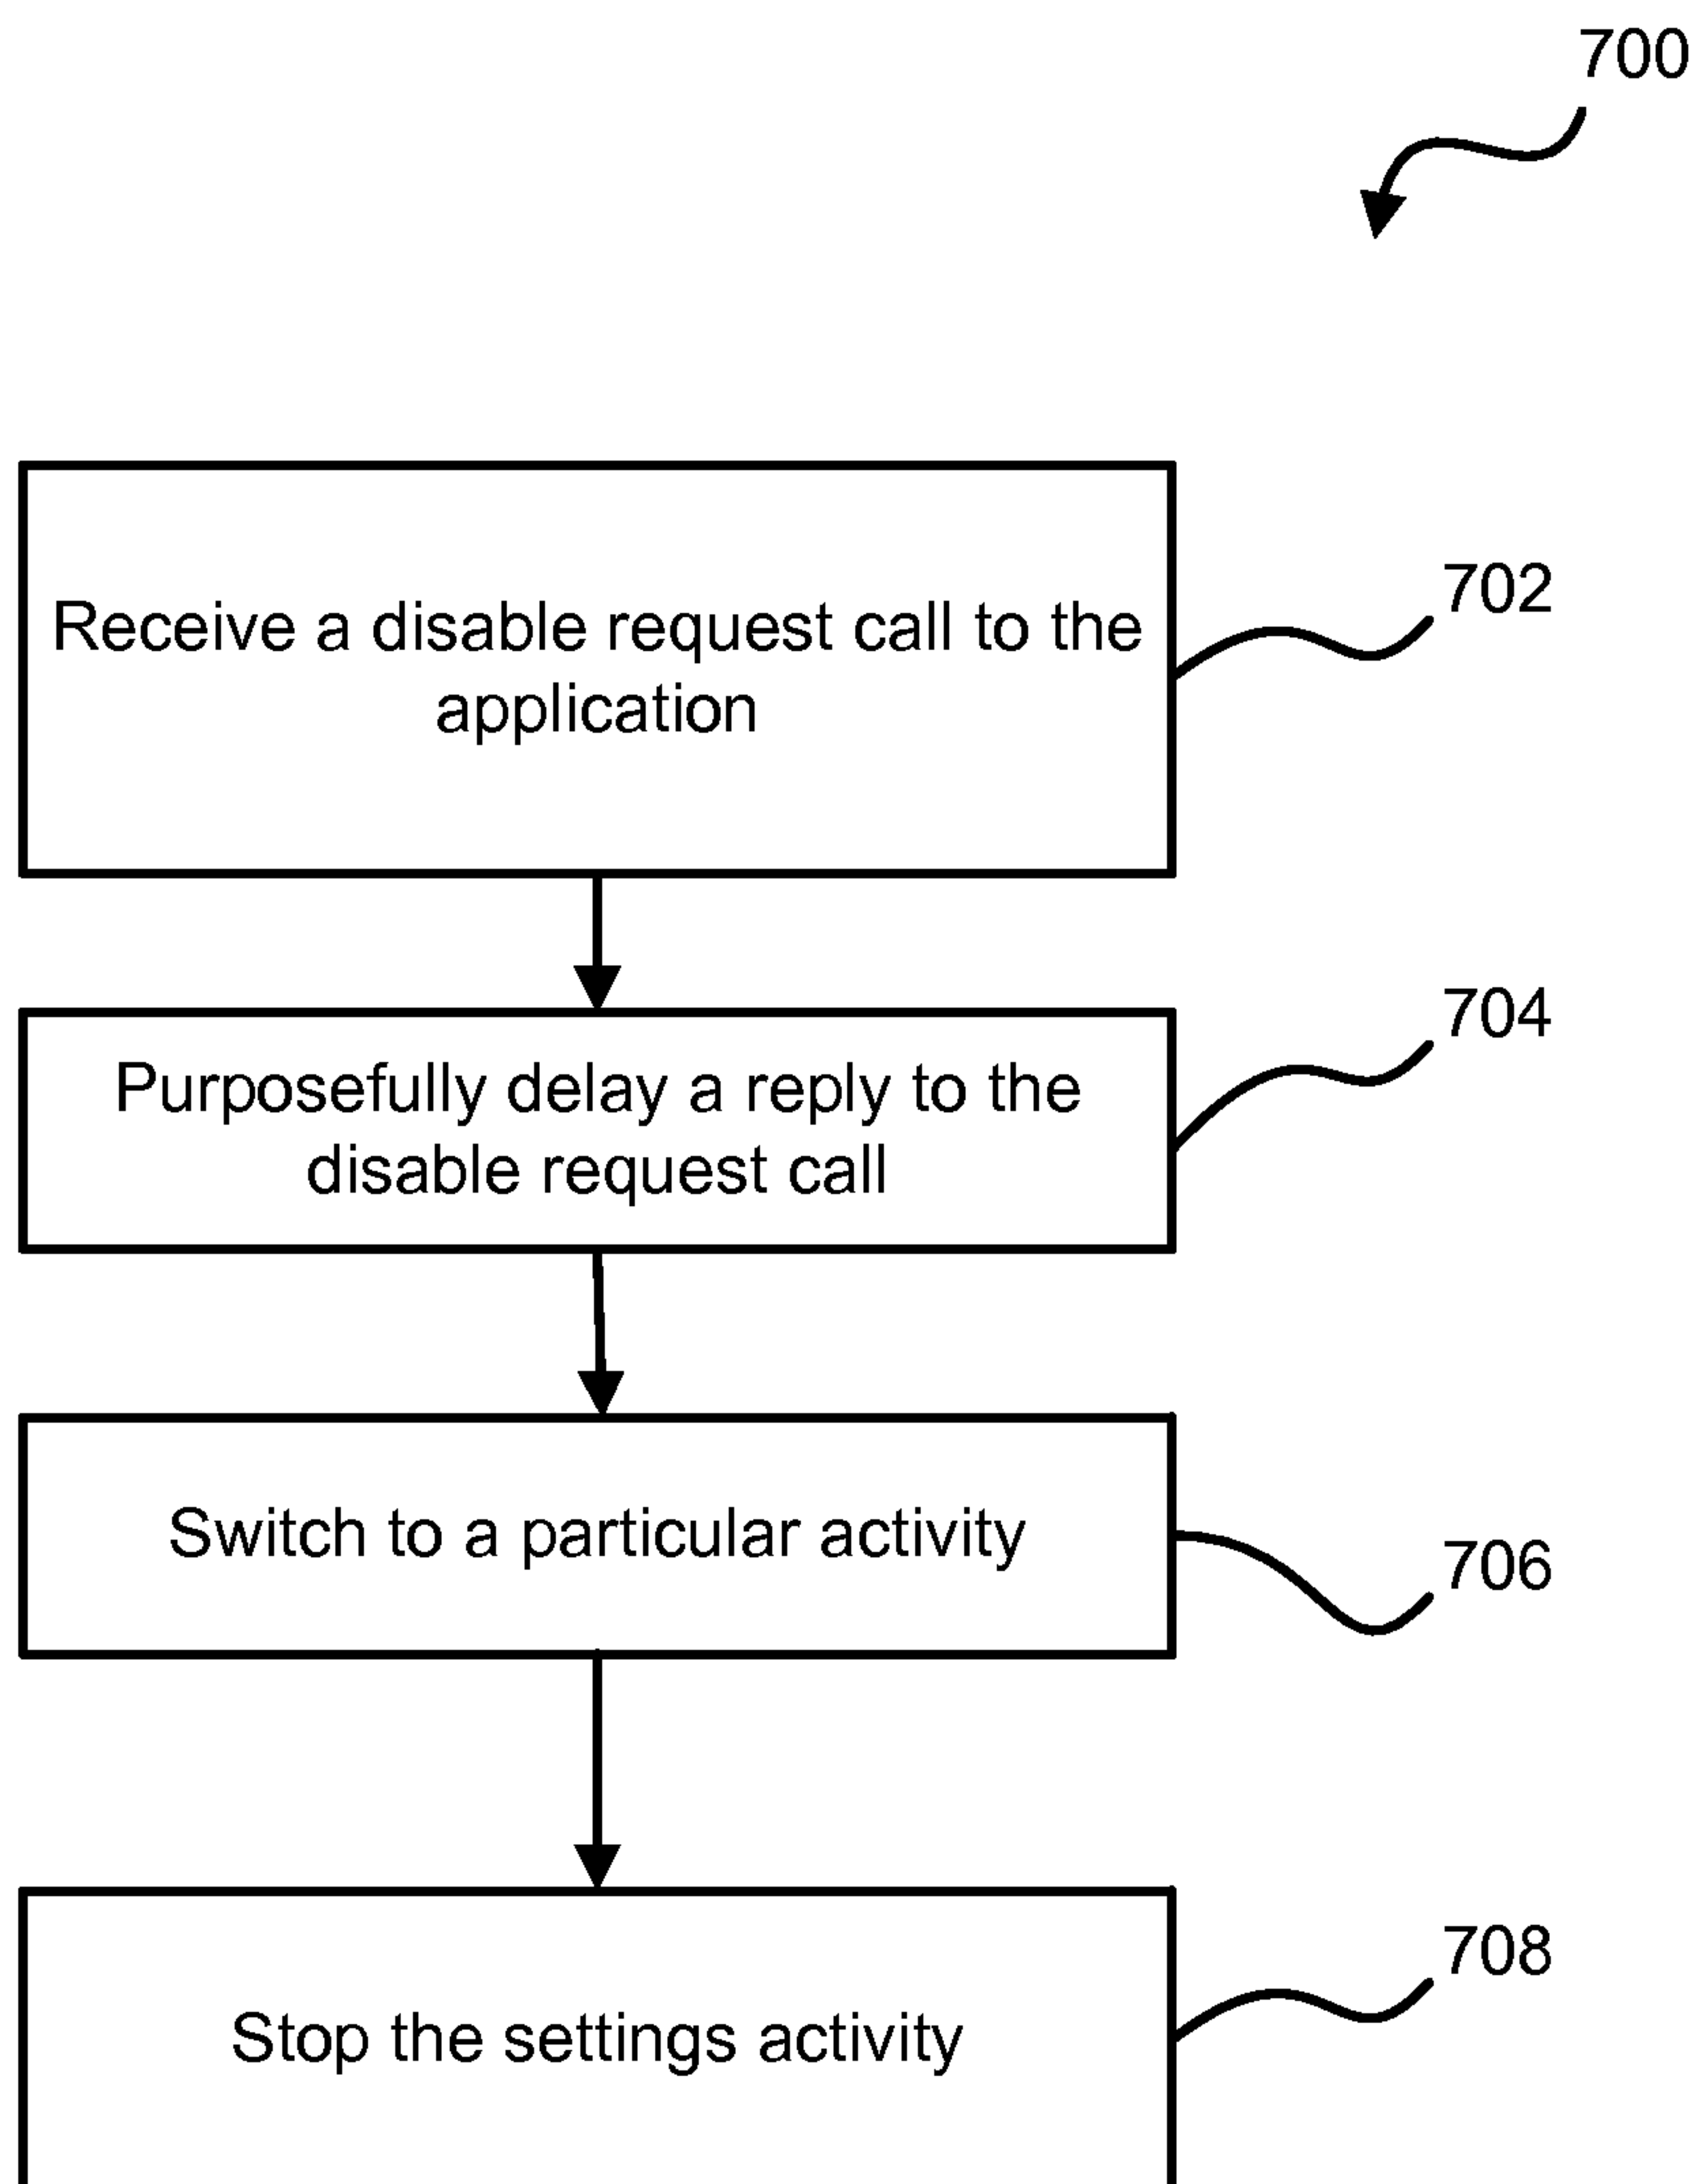 700
Receive a disable request call to the
application
702
Purposefully delay a reply to the
disable request call
704
Switch to a particular activity
706
Stop the settings activity
708